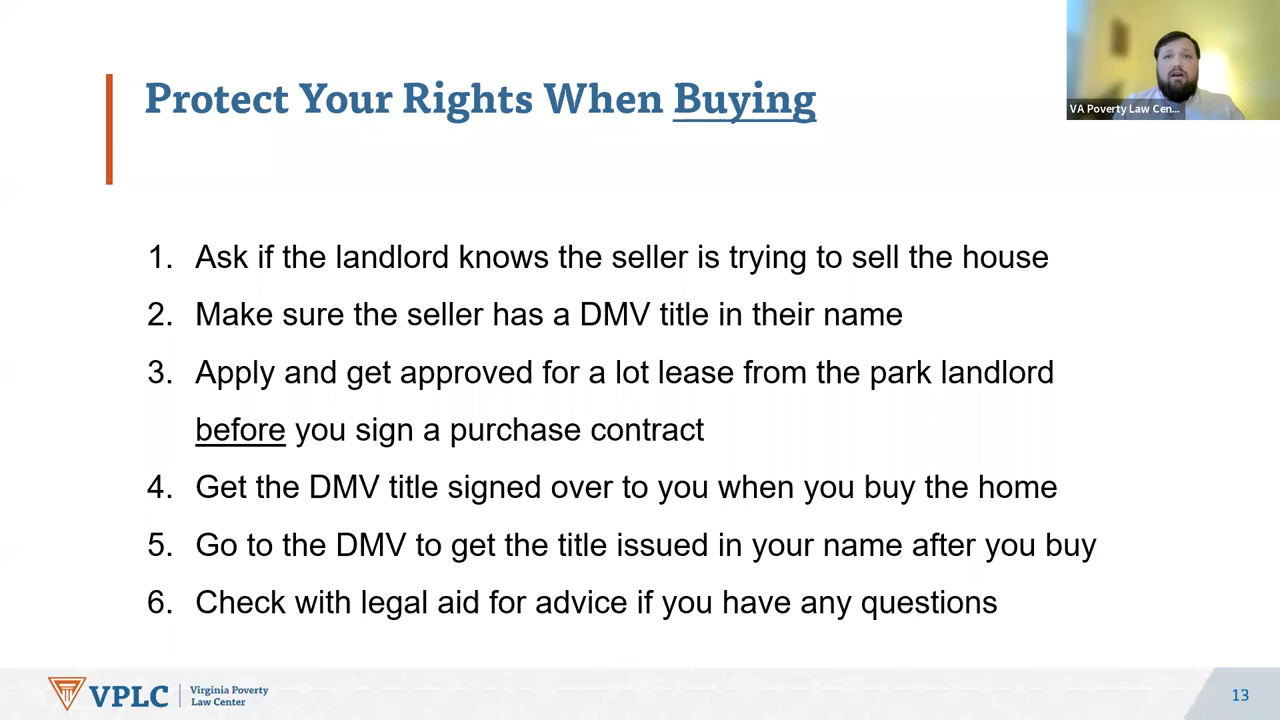 Protect Your Rights When Buying
VA Poverty Law Cen...
1. Ask if the landlord knows the seller is trying to sell the house
2. Make sure the seller has a DMV title in their name
3. Apply and get approved for a lot lease from the park landlord
before you sign a purchase contract
4. Get the DMV title signed over to you when you buy the home
5. Go to the DMV to get the title issued in your name after you buy
6. Check with legal aid for advice if you have any questions
VPLC
Virginia Poverty
Law Center
13